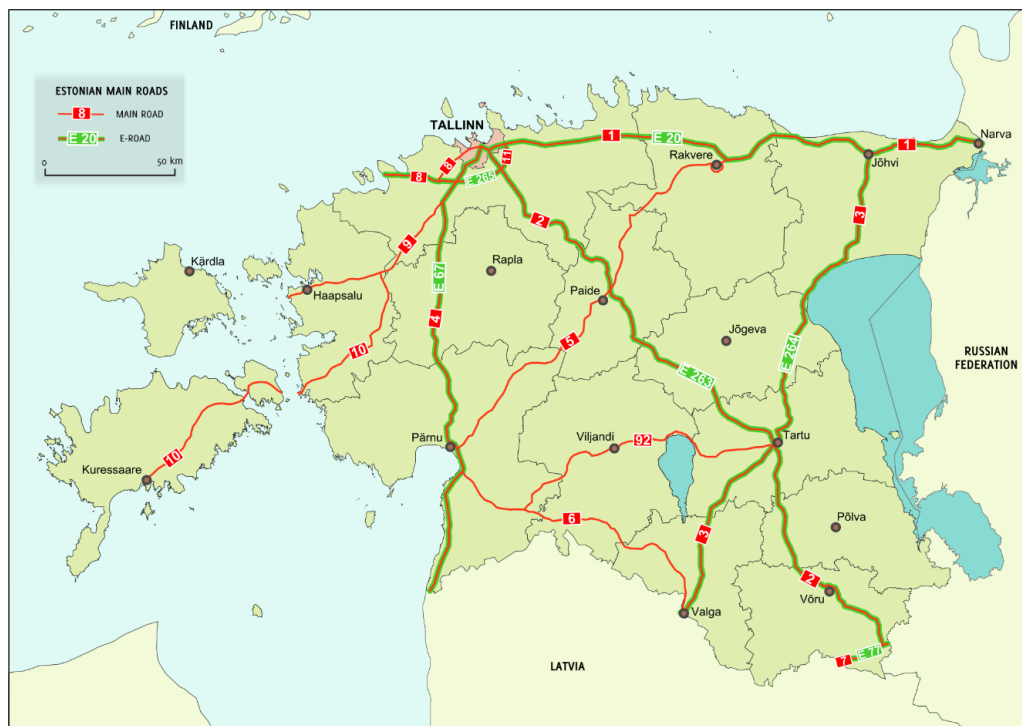 FINLAND
ESTONIAN MAIN ROADS
8 MAIN ROAD
E 20 E-ROAD
0 50 km
TALLINN
1
E 20
1
Narva
Rakvere
Jõhvi
8
8
E 265
11
2
3
9
Kärdla
Haapsalu
E 67
Rapla
Paide
4
10
5
Jõgeva
E 264
RUSSIAN
FEDERATION
E 263
Pärnu
Viljandi
92
Tartu
Kuressaare
10
6
3
Põlva
2
Võru
Valga
7
E 77
LATVIA